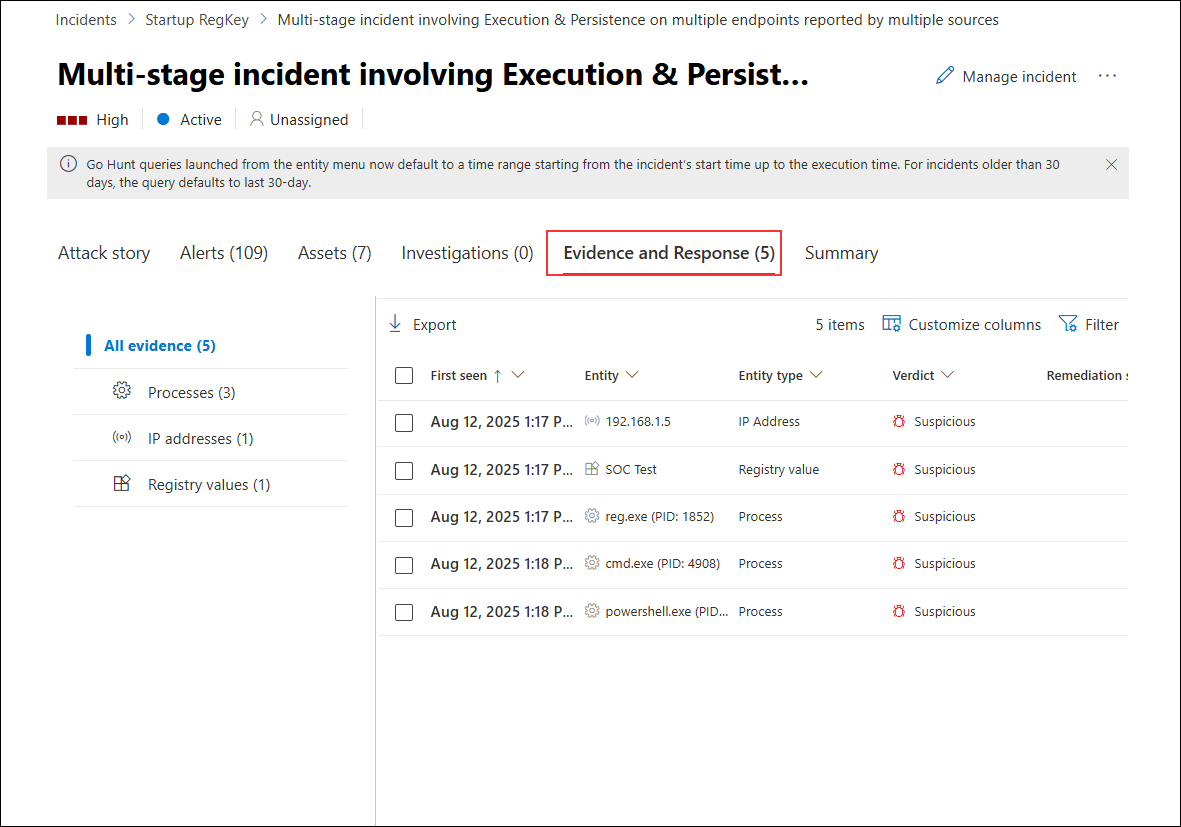 Incidents > Startup RegKey > Multi-stage incident involving Execution & Persistence on multiple endpoints reported by multiple sources
Multi-stage incident involving Execution & Persist...
Manage incident ...
High Active Unassigned
Go Hunt queries launched from the entity menu now default to a time range starting from the incident's start time up to the execution time. For incidents older than 30
days, the query defaults to last 30-day.
Attack story Alerts (109) Assets (7) Investigations (0) Evidence and Response (5) Summary
All evidence (5)
Processes (3)
IP addresses (1)
Registry values (1)
Export 5 items Customize columns Filter
First seen ↑ Entity Entity type Verdict Remediation s
Aug 12, 2025 1:17 P... 192.168.1.5 IP Address Suspicious
Aug 12, 2025 1:17 P... SOC Test Registry value Suspicious
Aug 12, 2025 1:17 P... reg.exe (PID: 1852) Process Suspicious
Aug 12, 2025 1:18 P... cmd.exe (PID: 4908) Process Suspicious
Aug 12, 2025 1:18 P... powershell.exe (PID... Process Suspicious